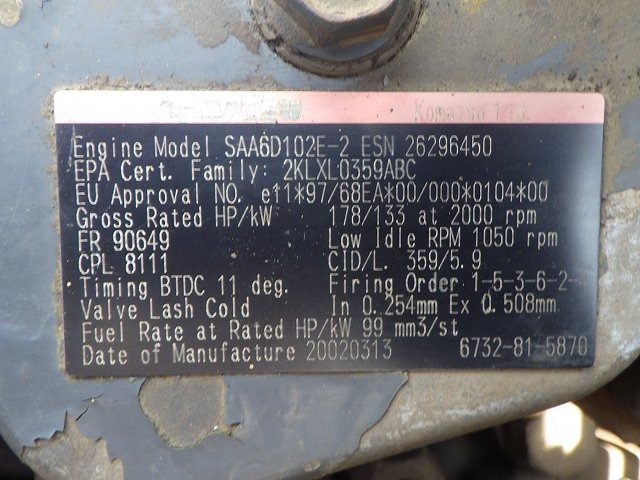 Komatsu Ltd.
Engine Model SAA6D102E-2 ESN 26296450
EPA Cert. Family: 2KLXL0359ABC
EU Approval NO. e11*97/68EA*00/000*0104*00
Gross Rated HP/kW 178/133 at 2000 rpm
FR 90649 Low Idle RPM 1050 rpm
CPL 8111 CID/L. 359/5.9
Timing BTDC 11 deg. Firing Order 1-5-3-6-2-4
Valve Lash Cold In 0.254mm Ex 0.508mm
Fuel Rate at Rated HP/kW 99 mm3/st
Date of Manufacture 20020313 6732-81-5870